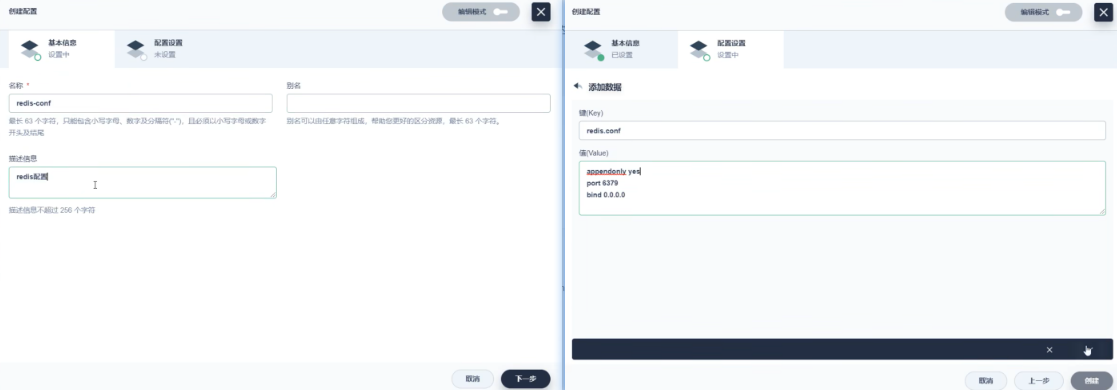 创建配置
编辑模式
基本信息
设置中
配置设置
未设置
名称 *
redis-conf
最长 63 个字符，只能包含小写字母、数字及分隔符("-")，且必须以小写字母或数字
开头及结尾
别名
别名可以由任意字符组成，帮助您更好的区分资源，最长 63 个字符。
描述信息
redis配置
描述信息不超过 256 个字符
取消
下一步
创建配置
编辑模式
基本信息
已设置
配置设置
设置中
添加数据
键(Key)
redis.conf
值(Value)
appendonly yes
port 6379
bind 0.0.0.0
取消
上一步
创建